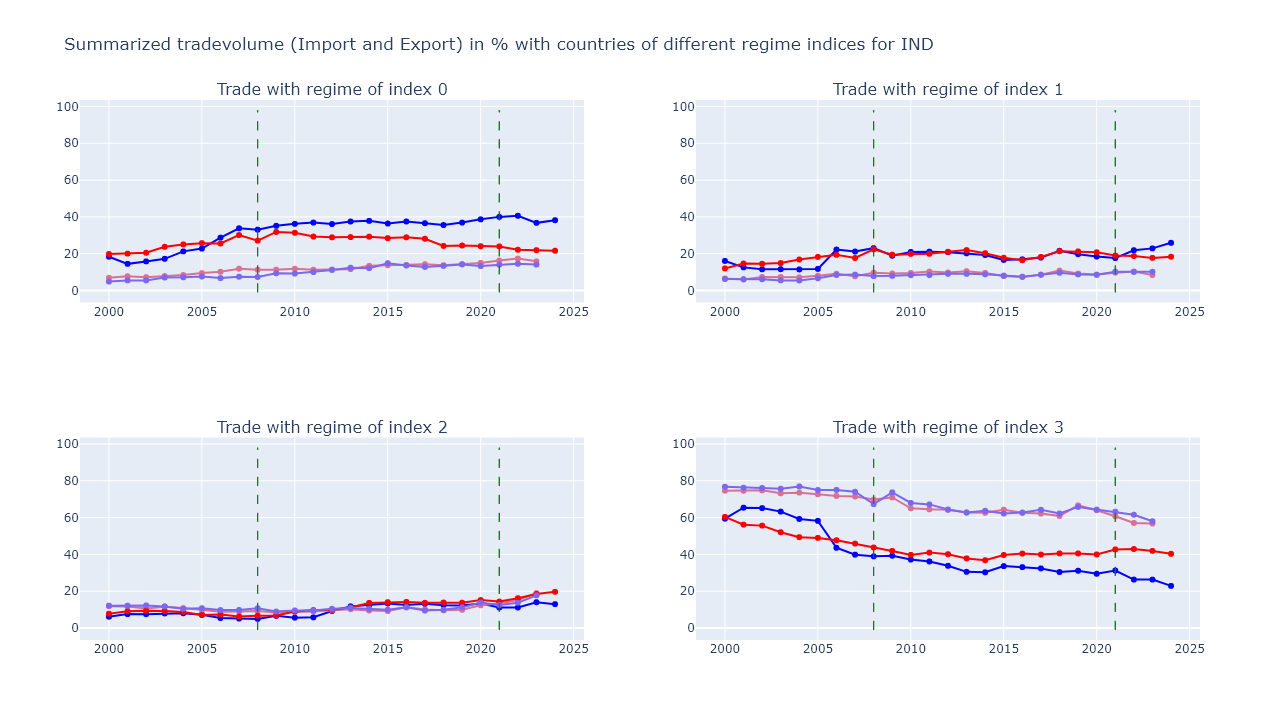 Summarized tradevolume (Import and Export) in % with countries of different regime indices for IND
Trade with regime of index 0
100
80
60
40
20
0
2000 2005 2010 2015 2020 2025
Trade with regime of index 1
100
80
60
40
20
0
2000 2005 2010 2015 2020 2025
Trade with regime of index 2
100
80
60
40
20
0
2000 2005 2010 2015 2020 2025
Trade with regime of index 3
100
80
60
40
20
0
2000 2005 2010 2015 2020 2025